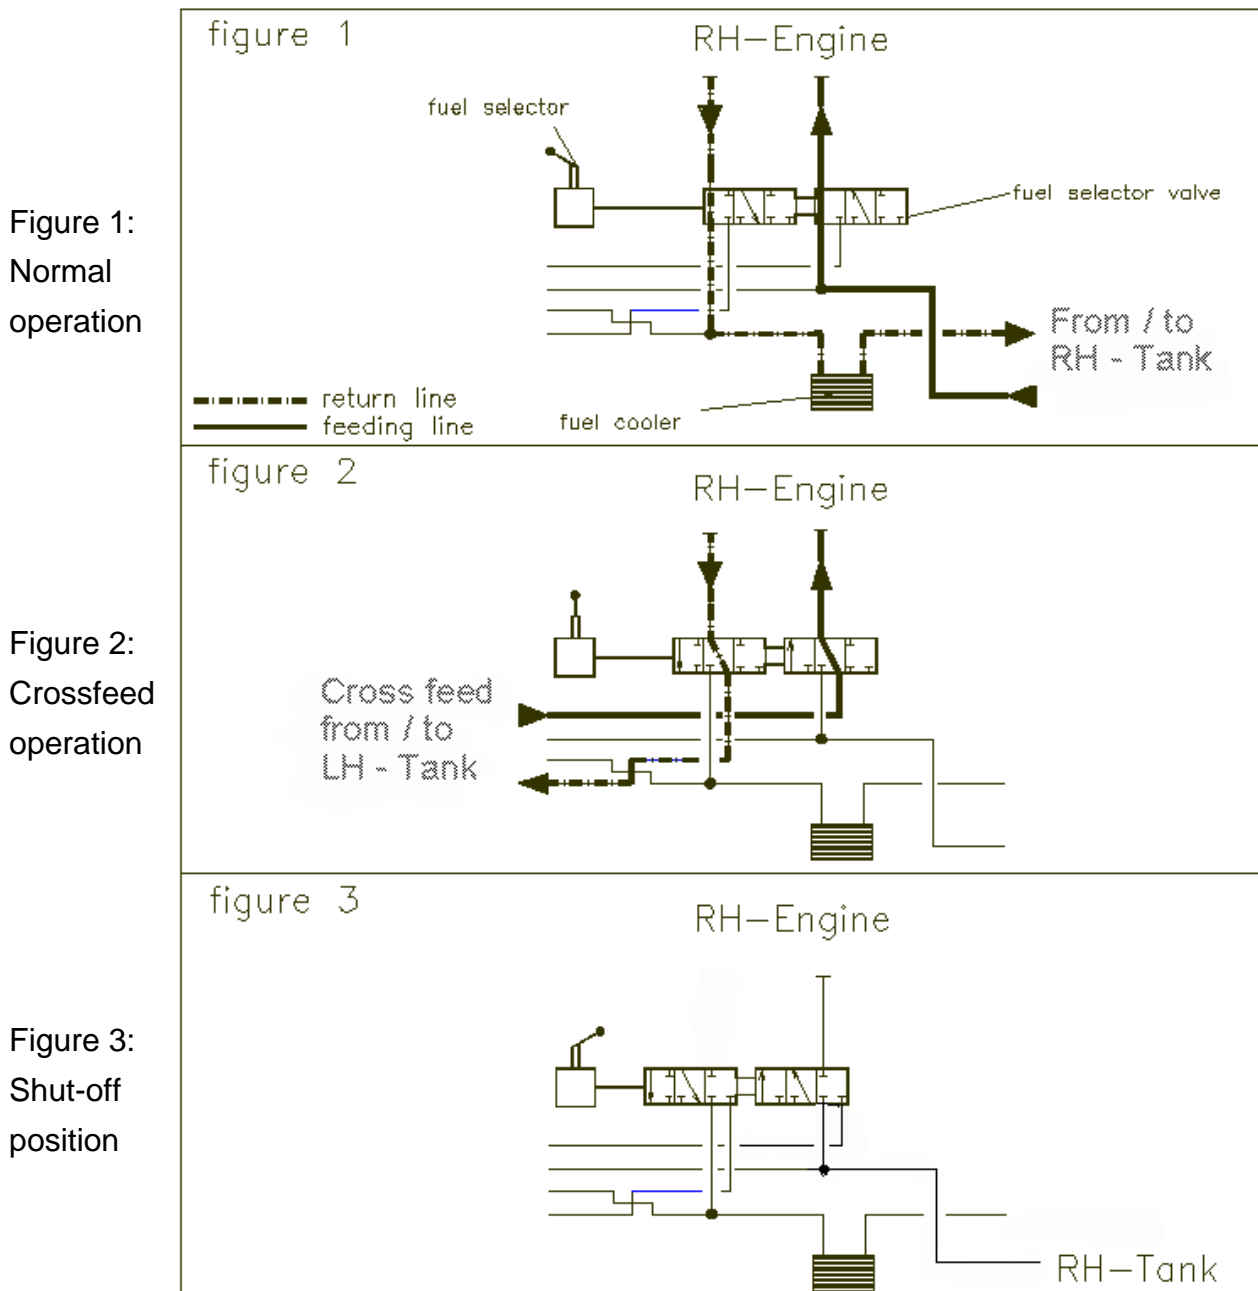 figure 1
RH-Engine
fuel selector
fuel selector valve
Figure 1:
Normal
operation
From / to
RH - Tank
return line
feeding line
fuel cooler
figure 2
RH-Engine
Figure 2:
Crossfeed
operation
Cross feed
from / to
LH - Tank
figure 3
RH-Engine
Figure 3:
Shut-off
position
RH-Tank